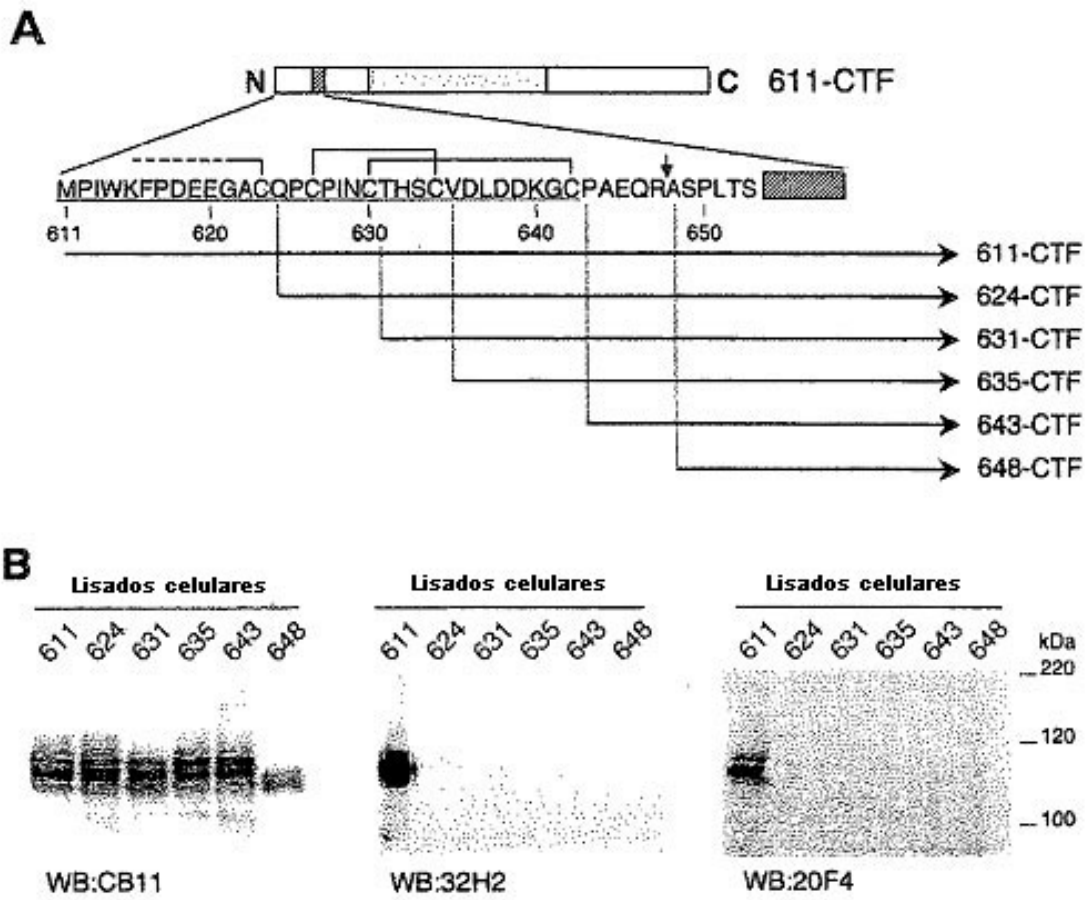 A
N C 611-CTF
MPIWKFPDEEGACQPCPINCTHSCVDLDDKGCPAEQRASPLTS
611 620 630 640 650
611-CTF
624-CTF
631-CTF
635-CTF
643-CTF
648-CTF
B
Lisados celulares Lisados celulares Lisados celulares
611 624 631 635 643 648 611 624 631 635 643 648 611 624 631 635 643 648 kDa
220
120
100
WB:CB11 WB:32H2 WB:20F4